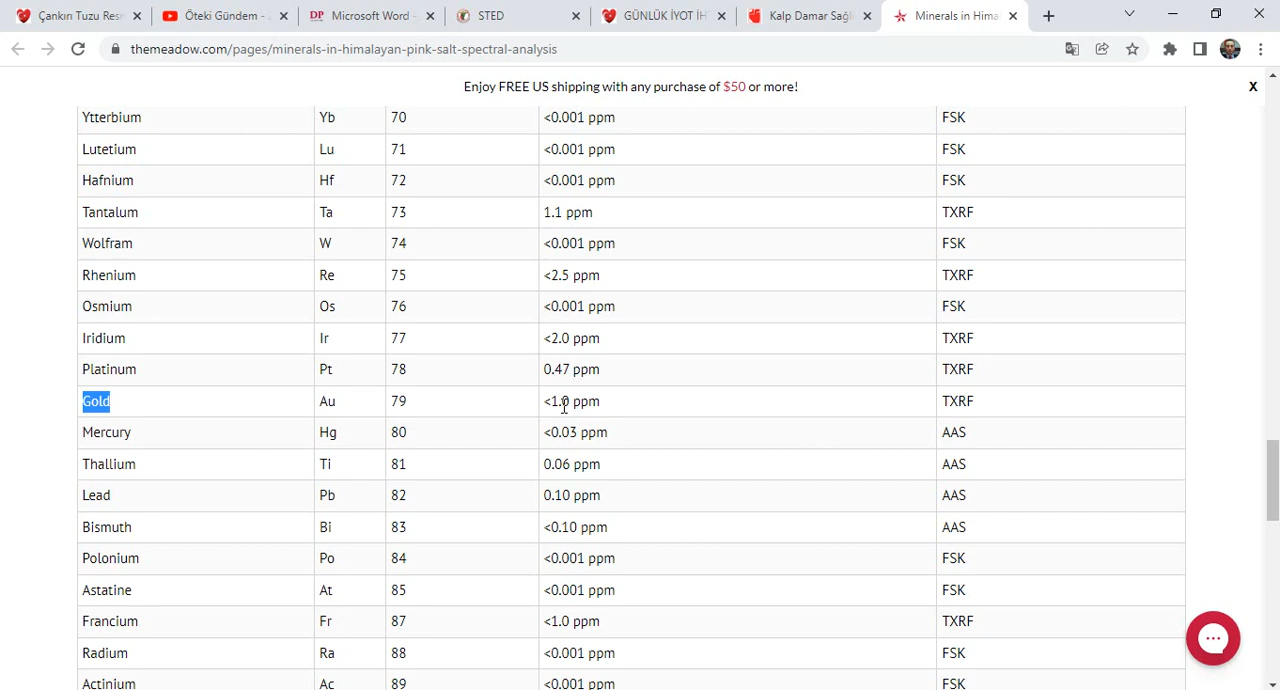 Çankırı Tuzu Resr
Öteki Gündem -
DP Microsoft Word -
STED
GÜNLÜK İYOT İH
Kalp Damar Sağlı
Minerals in Hima
themeadow.com/pages/minerals-in-himalayan-pink-salt-spectral-analysis
Enjoy FREE US shipping with any purchase of $50 or more! X
Ytterbium Yb 70 <0.001 ppm FSK
Lutetium Lu 71 <0.001 ppm FSK
Hafnium Hf 72 <0.001 ppm FSK
Tantalum Ta 73 1.1 ppm TXRF
Wolfram W 74 <0.001 ppm FSK
Rhenium Re 75 <2.5 ppm TXRF
Osmium Os 76 <0.001 ppm FSK
Iridium Ir 77 <2.0 ppm TXRF
Platinum Pt 78 0.47 ppm TXRF
Gold Au 79 <1.0 ppm TXRF
Mercury Hg 80 <0.03 ppm AAS
Thallium Ti 81 0.06 ppm AAS
Lead Pb 82 0.10 ppm AAS
Bismuth Bi 83 <0.10 ppm AAS
Polonium Po 84 <0.001 ppm FSK
Astatine At 85 <0.001 ppm FSK
Francium Fr 87 <1.0 ppm TXRF
Radium Ra 88 <0.001 ppm FSK
Actinium Ac 89 <0.001 ppm FSK